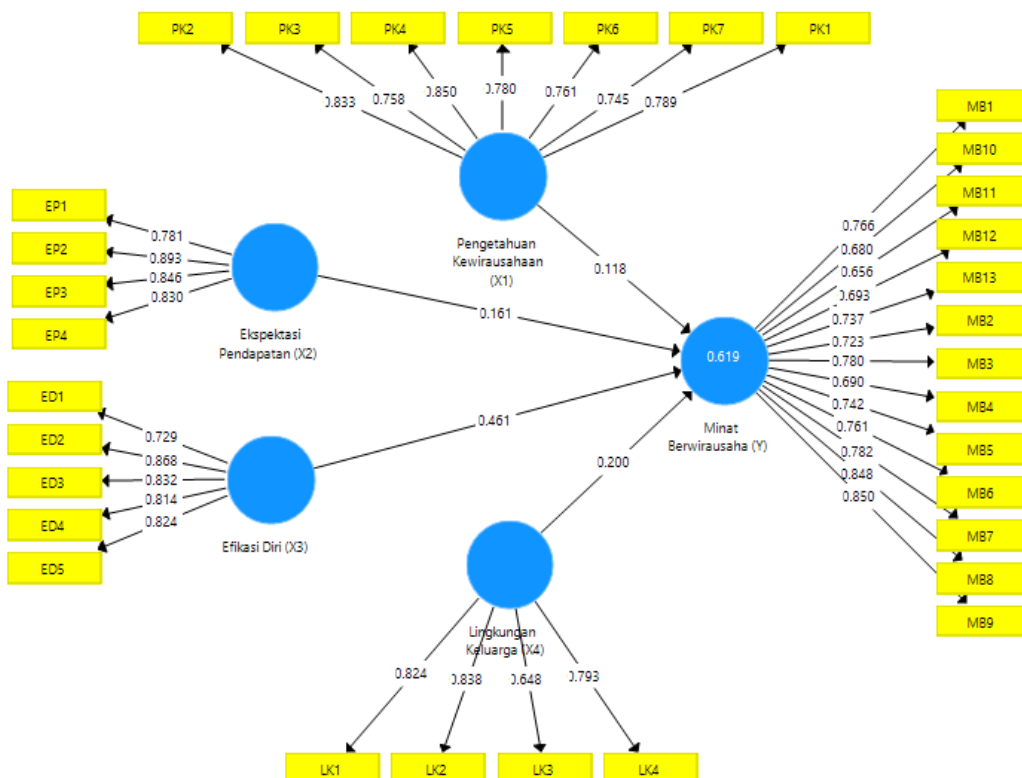 PK2
PK3
PK4
PK5
PK6
PK7
PK1
0.833
0.758
0.850
0.780
0.761
0.745
0.789
Pengetahuan
Kewirausahaan
(X1)
EP1
EP2
EP3
EP4
0.781
0.893
0.846
0.830
Ekspektasi
Pendapatan (X2)
ED1
ED2
ED3
ED4
ED5
0.729
0.868
0.832
0.814
0.824
Efikasi Diri (X3)
0.118
0.161
0.461
0.200
0.619
Minat
Berwirausaha (Y)
0.766
0.680
0.656
0.693
0.737
0.723
0.780
0.690
0.742
0.761
0.782
0.848
0.850
MB1
MB10
MB11
MB12
MB13
MB2
MB3
MB4
MB5
MB6
MB7
MB8
MB9
Lingkungan
Keluarga (X4)
0.824
0.838
0.648
0.793
LK1
LK2
LK3
LK4